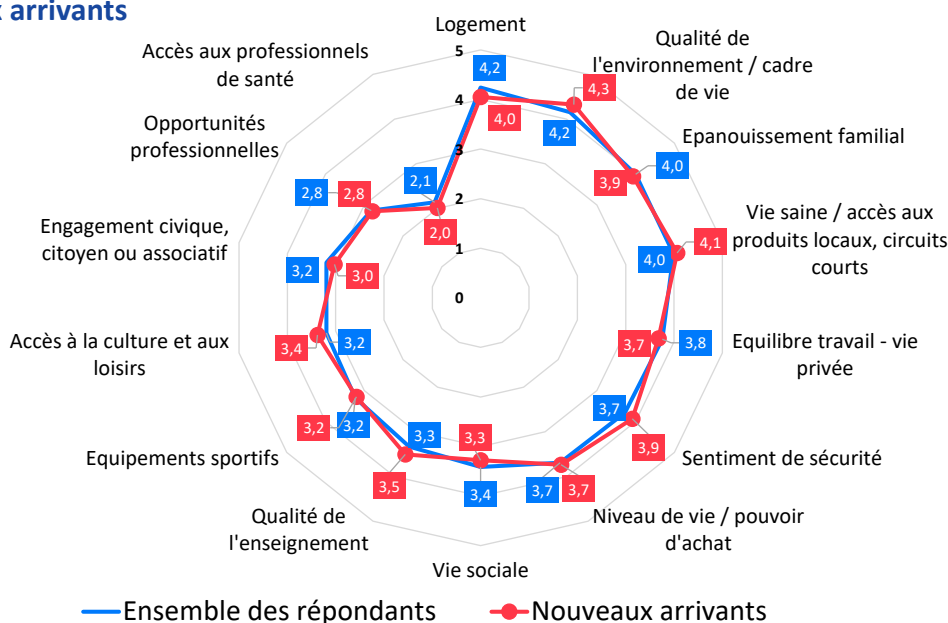 x arrivants
Logement
Accès aux professionnels
de santé
Qualité de
l'environnement / cadre
de vie
Opportunités
professionnelles
Epanouissement familial
Engagement civique,
citoyen ou associatif
Vie saine / accès aux
produits locaux, circuits
courts
Accès à la culture et aux
loisirs
Equilibre travail - vie
privée
Equipements sportifs
Sentiment de sécurité
Qualité de
l'enseignement
Niveau de vie / pouvoir
d'achat
Vie sociale
5
4
3
2
1
0
4,2
4,0
4,3
4,2
4,0
3,9
4,1
4,0
3,8
3,7
3,7
3,9
3,7
3,7
3,3
3,4
3,3
3,5
3,2
3,2
3,2
3,4
3,2
3,0
2,8
2,8
2,1
2,0
Ensemble des répondants
Nouveaux arrivants